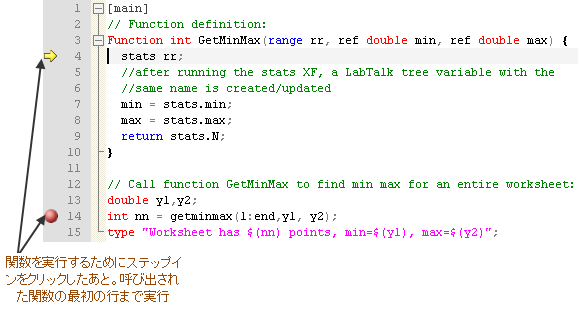 1 [main]
2 // Function definition:
3 Function int GetMinMax(range rr, ref double min, ref double max) {
4 stats rr;
5 //after running the stats XF, a LabTalk tree variable with the
6 //same name is created/updated
7 min = stats.min;
8 max = stats.max;
9 return stats.N;
10 }
11
12 // Call function GetMinMax to find min max for an entire worksheet:
13 double y1,y2;
14 int nn = getminmax(1:end,y1, y2);
15 type "Worksheet has $(nn) points, min=$(y1), max=$(y2)";
関数を実行するためにステップイ
ンをクリックしたあと。呼び出され
た関数の最初の行まで実行